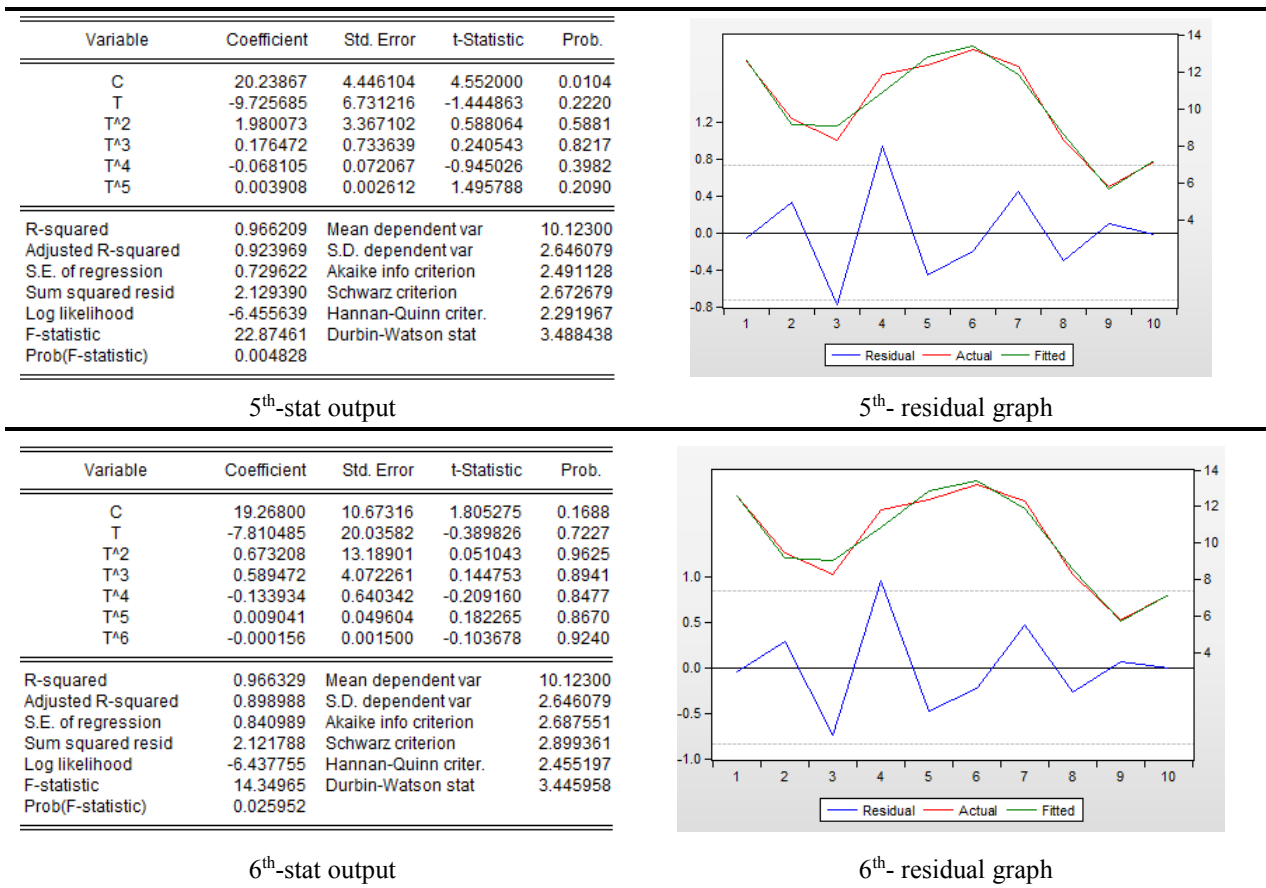 Variable Coefficient Std. Error t-Statistic Prob.
C 20.23867 4.446104 4.552000 0.0104
T -9.725685 6.731216 -1.444863 0.2220
T^2 1.980073 3.367102 0.588064 0.5881
T^3 0.176472 0.733639 0.240543 0.8217
T^4 -0.068105 0.072067 -0.945026 0.3982
T^5 0.003908 0.002612 1.495788 0.2090
R-squared 0.966209 Mean dependent var 10.12300
Adjusted R-squared 0.923969 S.D. dependent var 2.646079
S.E. of regression 0.729622 Akaike info criterion 2.491128
Sum squared resid 2.129390 Schwarz criterion 2.672679
Log likelihood -6.455639 Hannan-Quinn criter. 2.291967
F-statistic 22.87461 Durbin-Watson stat 3.488438
Prob(F-statistic) 0.004828
14
12
10
8
6
4
1.2
0.8
0.4
0.0
-0.4
-0.8
1 2 3 4 5 6 7 8 9 10
Residual Actual Fitted
5th-stat output
5th- residual graph
Variable Coefficient Std. Error t-Statistic Prob.
C 19.26800 10.67316 1.805275 0.1688
T -7.810485 20.03582 -0.389826 0.7227
T^2 0.673208 13.18901 0.051043 0.9625
T^3 0.589472 4.072261 0.144753 0.8941
T^4 -0.133934 0.640342 -0.209160 0.8477
T^5 0.009041 0.049604 0.182265 0.8670
T^6 -0.000156 0.001500 -0.103678 0.9240
R-squared 0.966329 Mean dependent var 10.12300
Adjusted R-squared 0.898988 S.D. dependent var 2.646079
S.E. of regression 0.840989 Akaike info criterion 2.687551
Sum squared resid 2.121788 Schwarz criterion 2.899361
Log likelihood -6.437755 Hannan-Quinn criter. 2.455197
F-statistic 14.34965 Durbin-Watson stat 3.445958
Prob(F-statistic) 0.025952
14
12
10
8
6
4
1.0
0.5
0.0
-0.5
-1.0
1 2 3 4 5 6 7 8 9 10
Residual Actual Fitted
6th-stat output
6th- residual graph